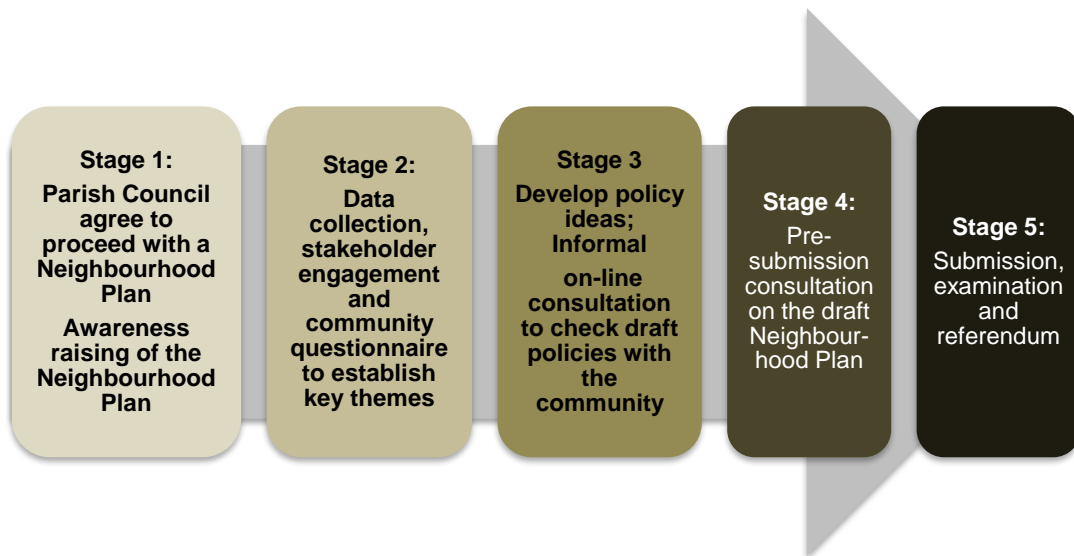 Stage 1:
Parish Council
agree to
proceed with a
Neighbourhood
Plan
Awareness
raising of the
Neighbourhood
Plan
Stage 2:
Data
collection,
stakeholder
engagement
and
community
questionnaire
to establish
key themes
Stage 3
Develop policy
ideas;
Informal
on-line
consultation
to check draft
policies with
the
community
Stage 4:
Pre-
submission
consultation
on the draft
Neighbour-
hood Plan
Stage 5:
Submission,
examination
and
referendum